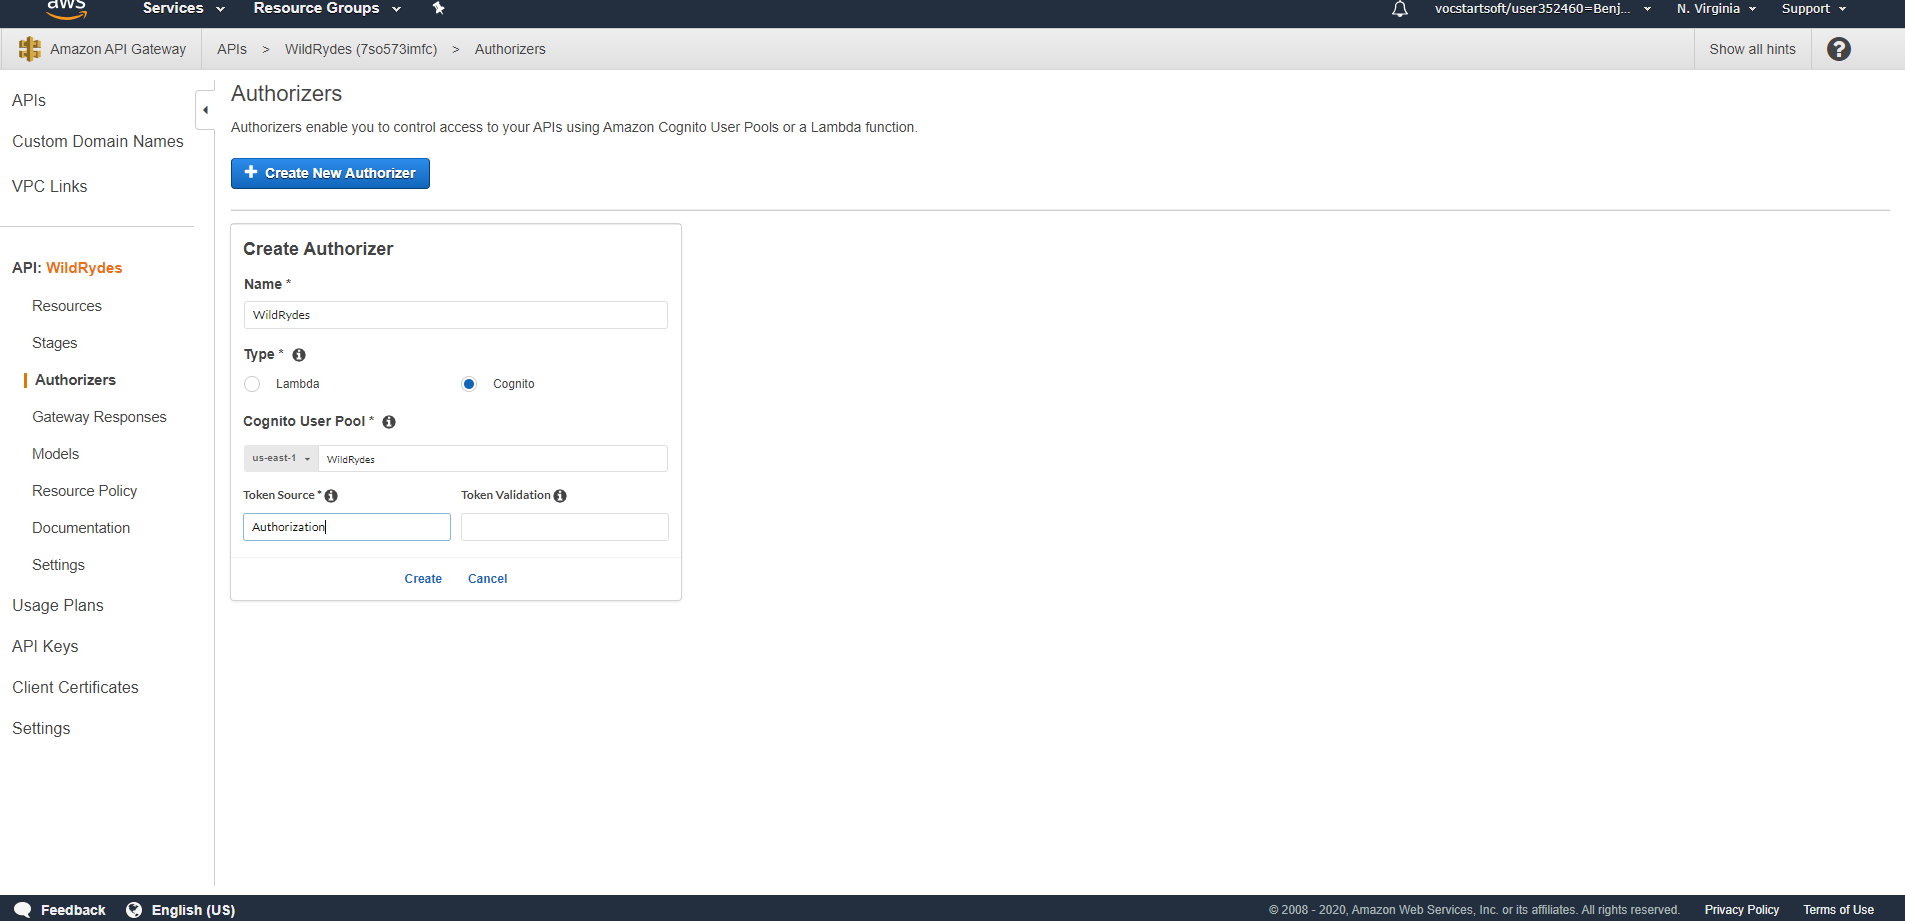 aws Services Resource Groups vocstartsoft/user352460=Benj... N. Virginia Support
Amazon API Gateway APIs > WildRydes (7so573imfc) > Authorizers Show all hints ?
APIs
Custom Domain Names
VPC Links
API: WildRydes
Resources
Stages
Authorizers
Gateway Responses
Models
Resource Policy
Documentation
Settings
Usage Plans
API Keys
Client Certificates
Settings
Authorizers
Authorizers enable you to control access to your APIs using Amazon Cognito User Pools or a Lambda function.
+ Create New Authorizer
Create Authorizer
Name *
WildRydes
Type *
Lambda Cognito
Cognito User Pool *
us-east-1 WildRydes
Token Source * Token Validation
Authorization
Create Cancel
Feedback English (US) © 2008 - 2020, Amazon Web Services, Inc. or its affiliates. All rights reserved. Privacy Policy Terms of Use